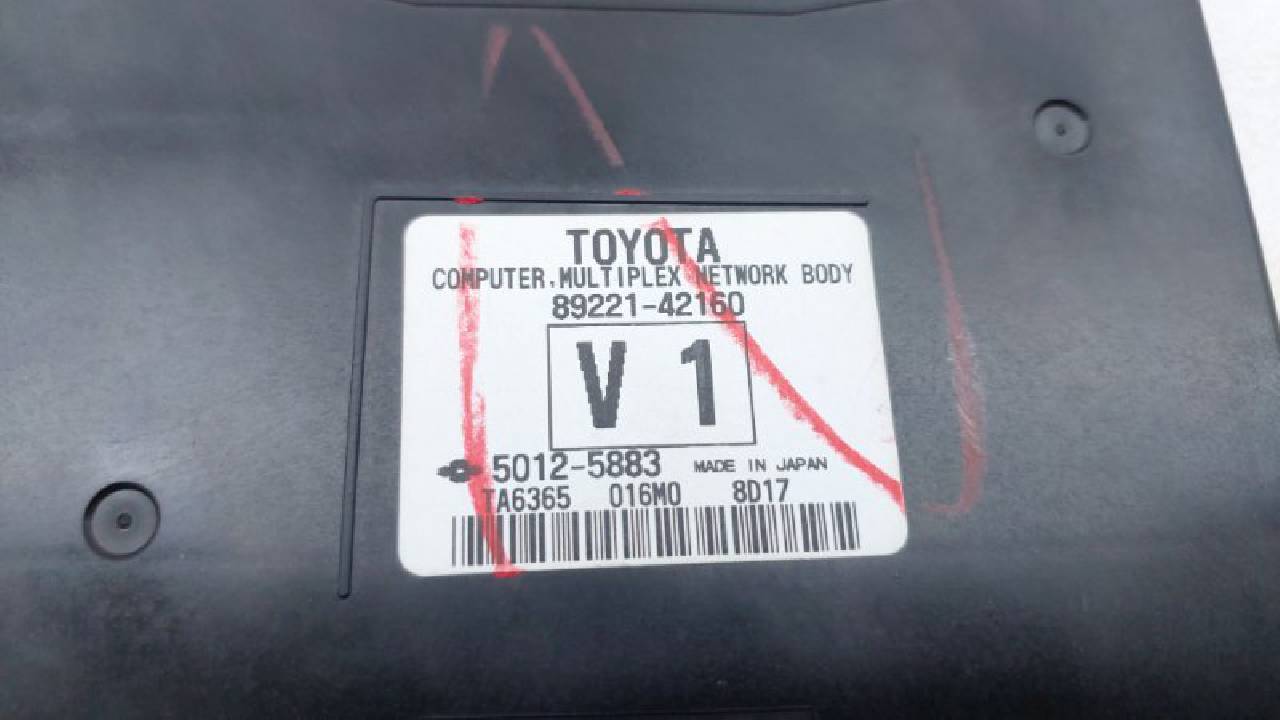 TOYOTA
COMPUTER,MULTIPLEX NETWORK BODY
89221-42160
V 1
5012-5883 MADE IN JAPAN
TA6365 016M0 8D17